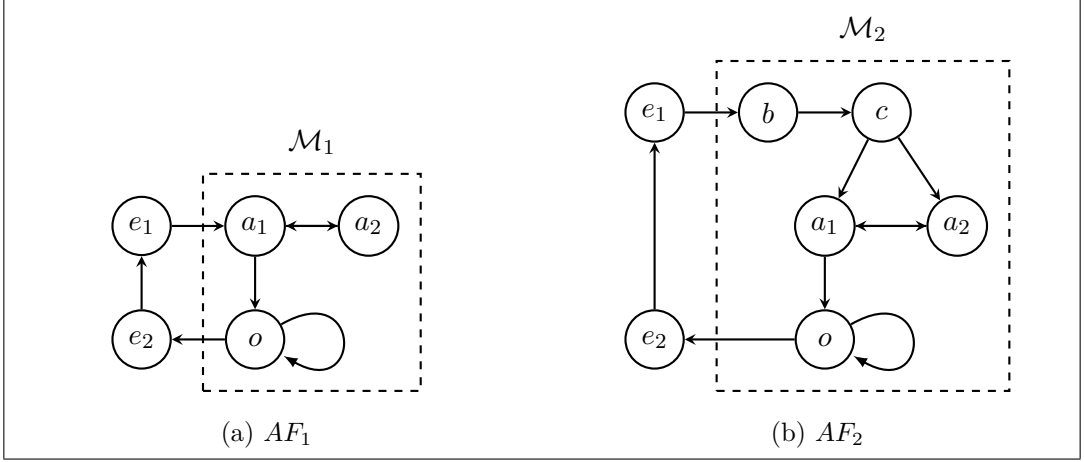 ℳ₂
e₁ b c
ℳ₁
e₁ a₁ a₂ a₁ a₂
e₂ o e₂ o
(a) AF₁ (b) AF₂